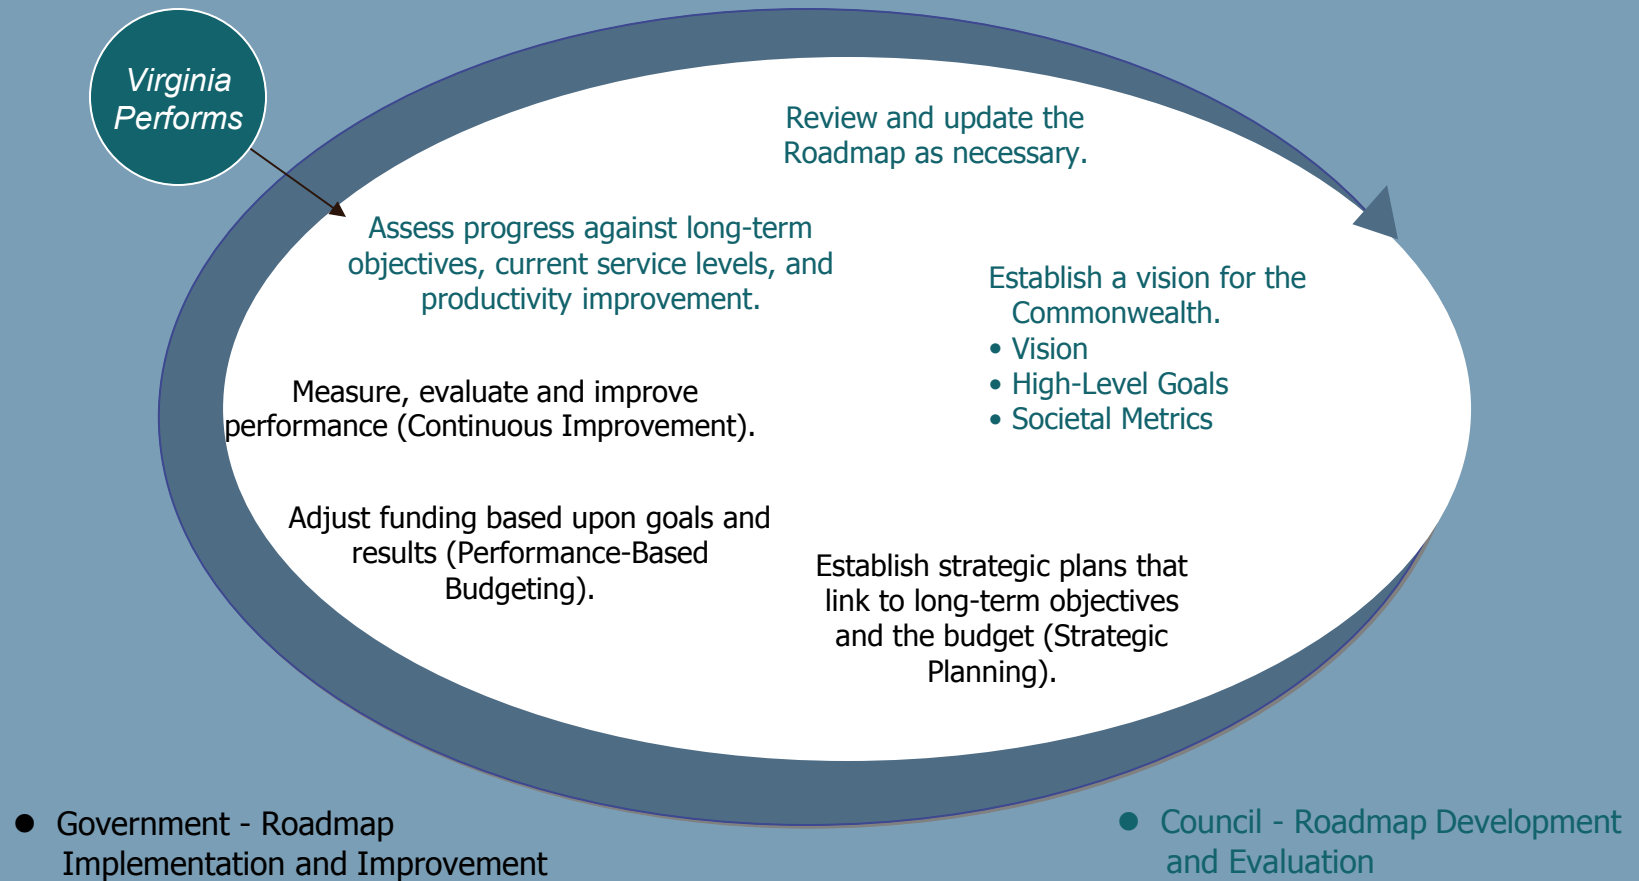 Virginia
Performs
Review and update the
Roadmap as necessary.
Assess progress against long-term
objectives, current service levels, and
productivity improvement.
Establish a vision for the
Commonwealth.
• Vision
• High-Level Goals
• Societal Metrics
Measure, evaluate and improve
performance (Continuous Improvement).
Adjust funding based upon goals and
results (Performance-Based
Budgeting).
Establish strategic plans that
link to long-term objectives
and the budget (Strategic
Planning).
● Government - Roadmap
Implementation and Improvement
● Council - Roadmap Development
and Evaluation